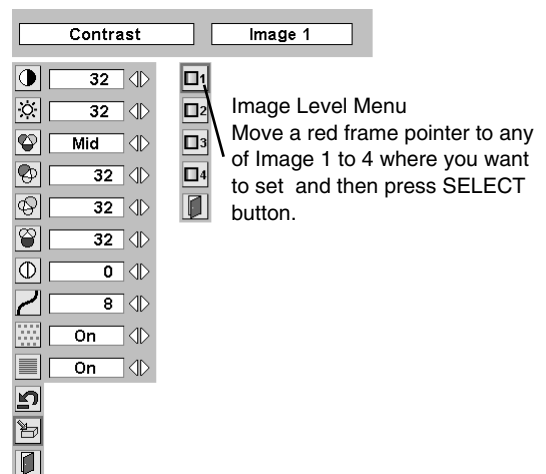 Contrast
Image 1
32
32
Mid
32
32
32
0
8
On
On
1
2
3
4
Image Level Menu
Move a red frame pointer to any
of Image 1 to 4 where you want
to set and then press SELECT
button.